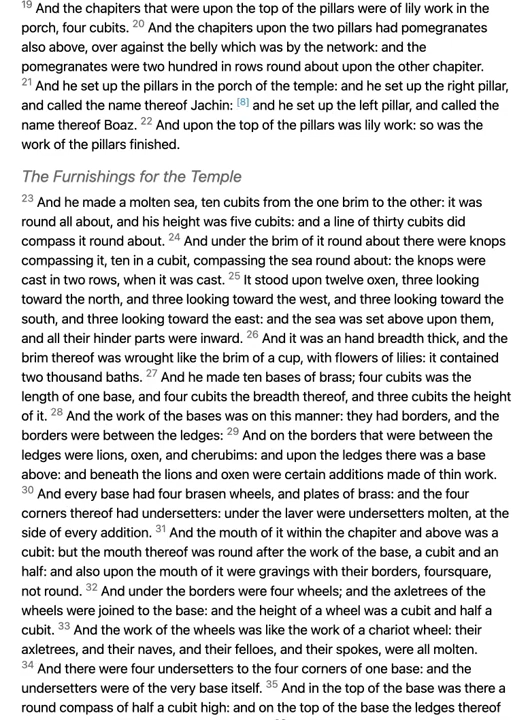 19 And the chapiters that were upon the top of the pillars were of lily work in the
porch, four cubits. 20 And the chapiters upon the two pillars had pomegranates
also above, over against the belly which was by the network: and the
pomegranates were two hundred in rows round about upon the other chapiter.
21 And he set up the pillars in the porch of the temple: and he set up the right pillar,
and called the name thereof Jachin: [8] and he set up the left pillar, and called the
name thereof Boaz. 22 And upon the top of the pillars was lily work: so was the
work of the pillars finished.
The Furnishings for the Temple
23 And he made a molten sea, ten cubits from the one brim to the other: it was
round all about, and his height was five cubits: and a line of thirty cubits did
compass it round about. 24 And under the brim of it round about there were knops
compassing it, ten in a cubit, compassing the sea round about: the knops were
cast in two rows, when it was cast. 25 It stood upon twelve oxen, three looking
toward the north, and three looking toward the west, and three looking toward the
south, and three looking toward the east: and the sea was set above upon them,
and all their hinder parts were inward. 26 And it was an hand breadth thick, and the
brim thereof was wrought like the brim of a cup, with flowers of lilies: it contained
two thousand baths. 27 And he made ten bases of brass; four cubits was the
length of one base, and four cubits the breadth thereof, and three cubits the height
of it. 28 And the work of the bases was on this manner: they had borders, and the
borders were between the ledges: 29 And on the borders that were between the
ledges were lions, oxen, and cherubims: and upon the ledges there was a base
above: and beneath the lions and oxen were certain additions made of thin work.
30 And every base had four brasen wheels, and plates of brass: and the four
corners thereof had undersetters: under the laver were undersetters molten, at the
side of every addition. 31 And the mouth of it within the chapiter and above was a
cubit: but the mouth thereof was round after the work of the base, a cubit and an
half: and also upon the mouth of it were gravings with their borders, foursquare,
not round. 32 And under the borders were four wheels; and the axletrees of the
wheels were joined to the base: and the height of a wheel was a cubit and half a
cubit. 33 And the work of the wheels was like the work of a chariot wheel: their
axletrees, and their naves, and their felloes, and their spokes, were all molten.
34 And there were four undersetters to the four corners of one base: and the
undersetters were of the very base itself. 35 And in the top of the base was there a
round compass of half a cubit high: and on the top of the base the ledges thereof